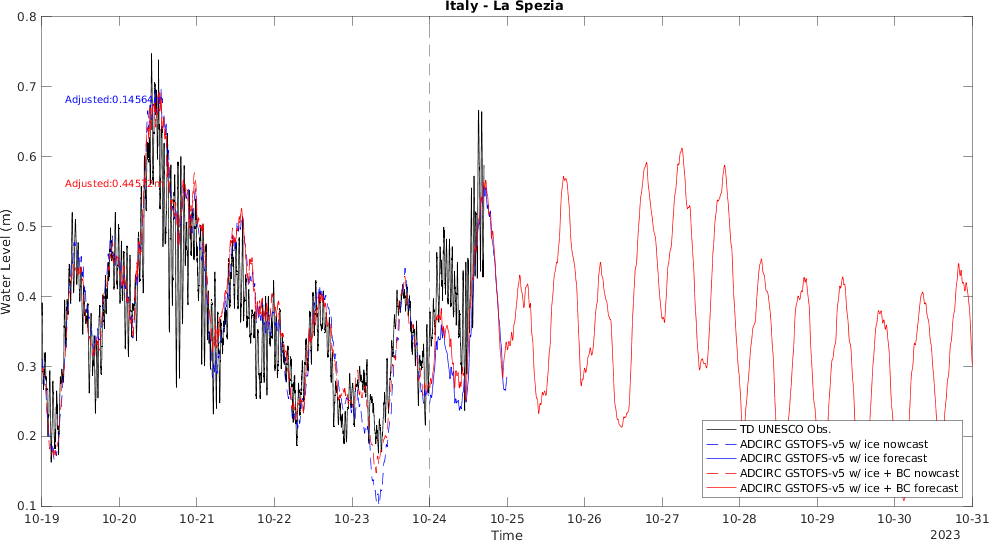 Italy - La Spezia
0.8
0.7
0.6
0.5
0.4
0.3
0.2
0.1
Water Level (m)
Adjusted:0.14564m
TD UNESCO Obs.
ADCIRC GSTOFS-v5 w/ ice nowcast
ADCIRC GSTOFS-v5 w/ ice forecast
ADCIRC GSTOFS-v5 w/ ice + BC nowcast
ADCIRC GSTOFS-v5 w/ ice + BC forecast
10-19
10-20
10-21
10-22
10-23
10-24
10-25
10-26
10-27
10-28
10-29
10-30
10-31
Time
2023